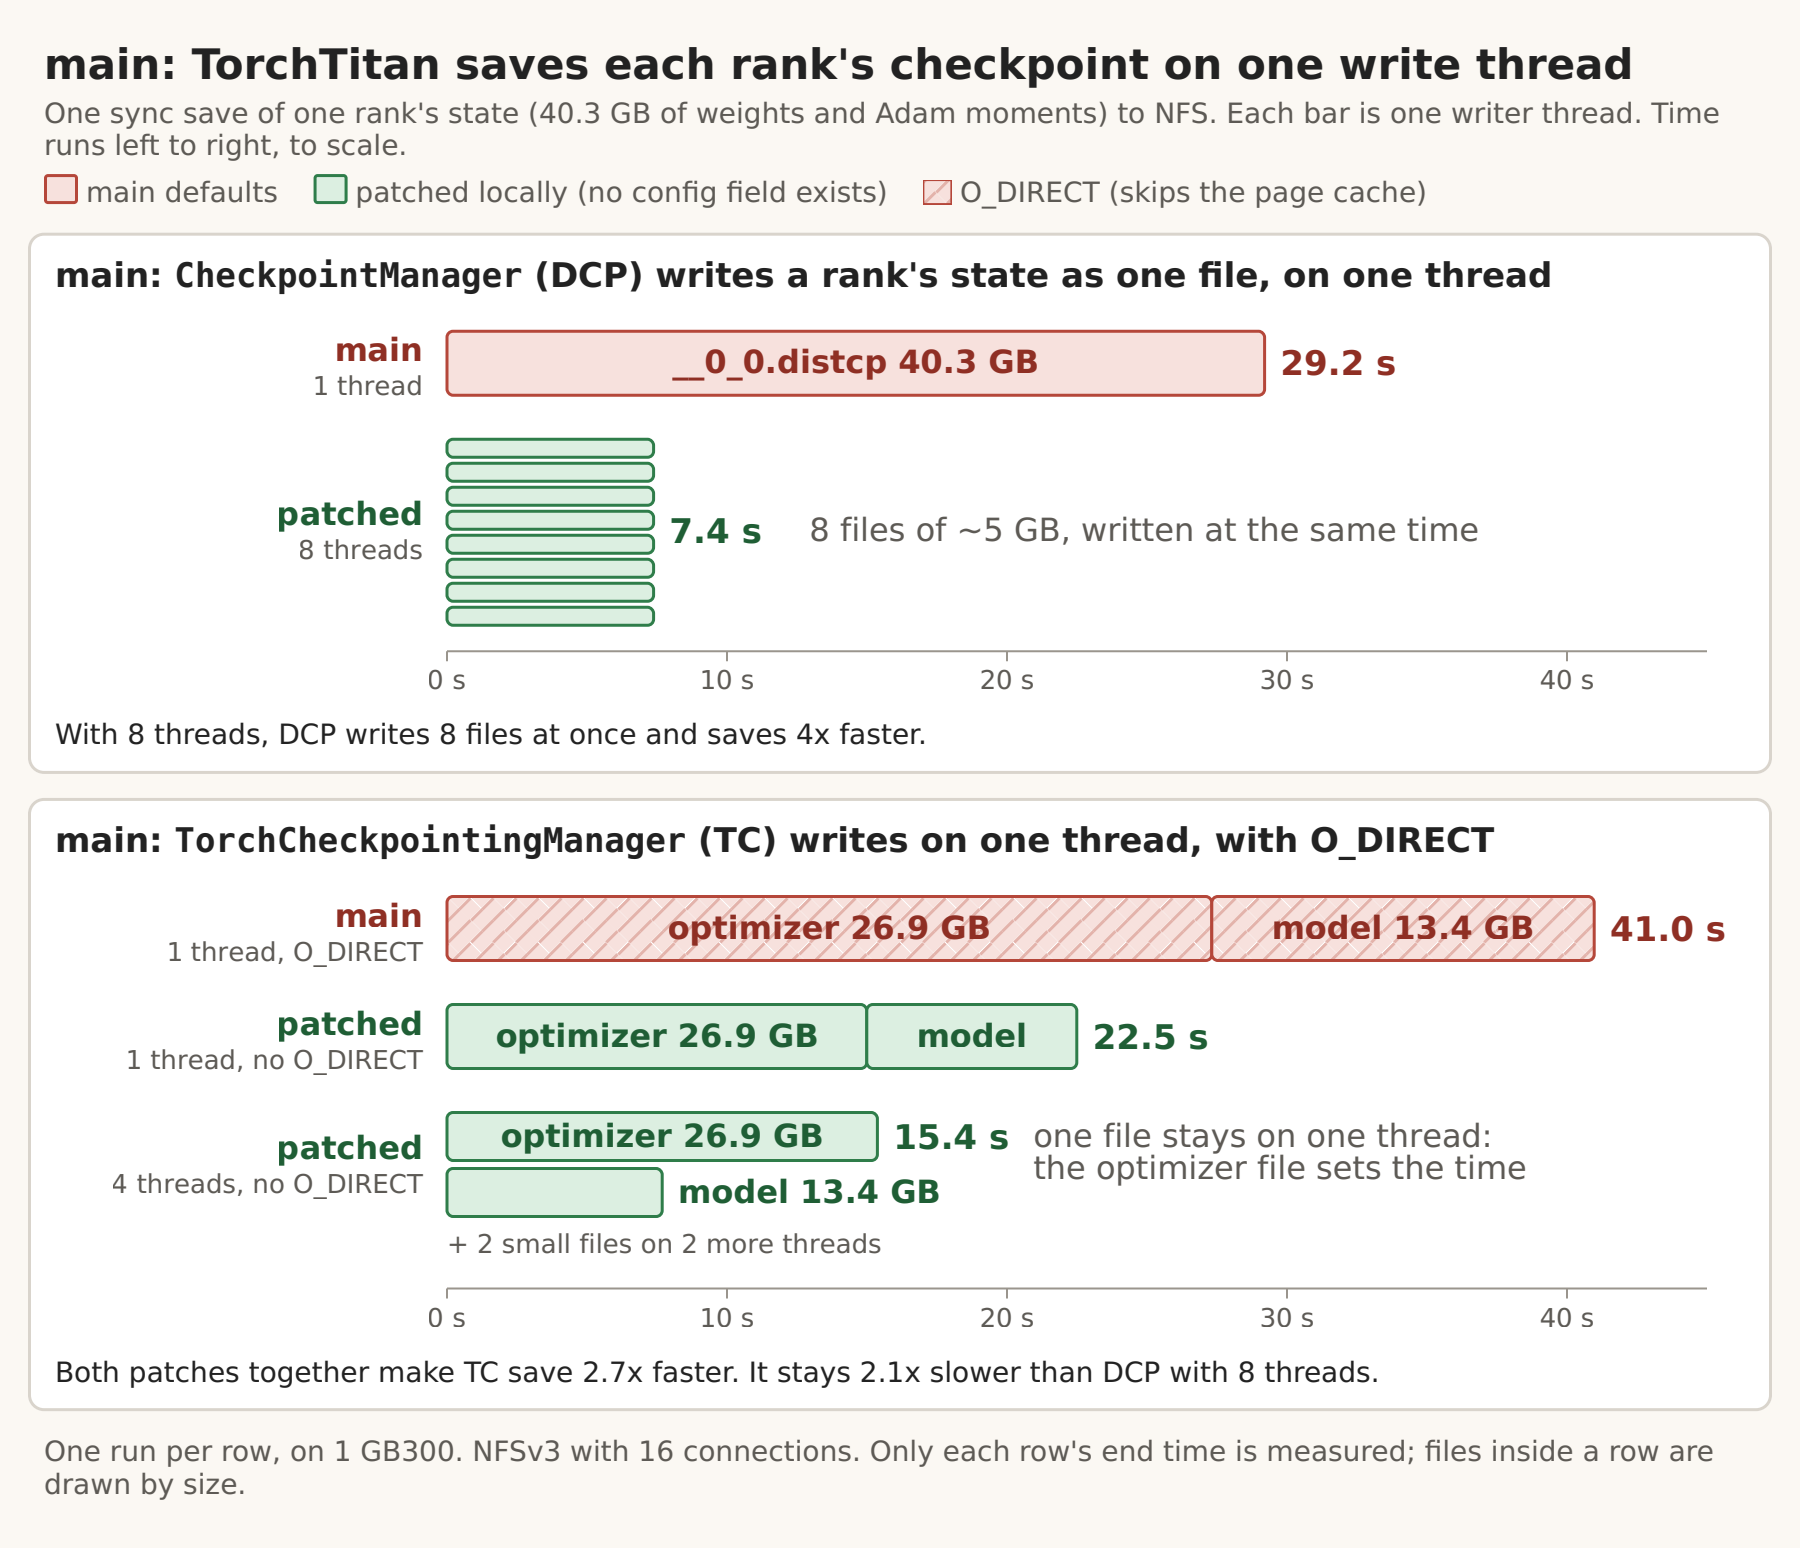 main: TorchTitan saves each rank's checkpoint on one write thread
One sync save of one rank's state (40.3 GB of weights and Adam moments) to NFS. Each bar is one writer thread. Time
runs left to right, to scale.
main defaults
patched locally (no config field exists)
O_DIRECT (skips the page cache)
main: CheckpointManager (DCP) writes a rank's state as one file, on one thread
main
1 thread
__0_0.distcp 40.3 GB
29.2 s
patched
8 threads
7.4 s
8 files of ~5 GB, written at the same time
0 s
10 s
20 s
30 s
40 s
With 8 threads, DCP writes 8 files at once and saves 4x faster.
main: TorchCheckpointingManager (TC) writes on one thread, with O_DIRECT
main
1 thread, O_DIRECT
optimizer 26.9 GB
model 13.4 GB
41.0 s
patched
1 thread, no O_DIRECT
optimizer 26.9 GB
model
22.5 s
patched
4 threads, no O_DIRECT
optimizer 26.9 GB
15.4 s
one file stays on one thread:
the optimizer file sets the time
model 13.4 GB
+ 2 small files on 2 more threads
0 s
10 s
20 s
30 s
40 s
Both patches together make TC save 2.7x faster. It stays 2.1x slower than DCP with 8 threads.
One run per row, on 1 GB300. NFSv3 with 16 connections. Only each row's end time is measured; files inside a row are
drawn by size.